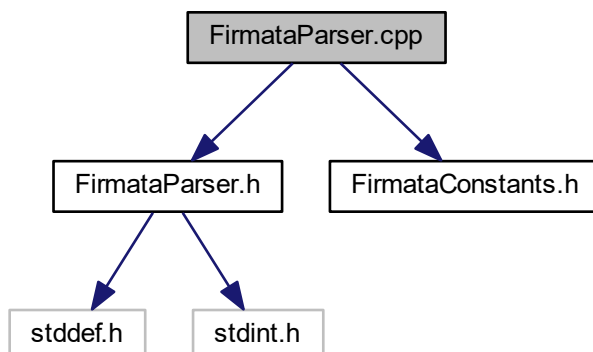 FirmataParser.cpp
FirmataParser.h
FirmataConstants.h
stddef.h
stdint.h